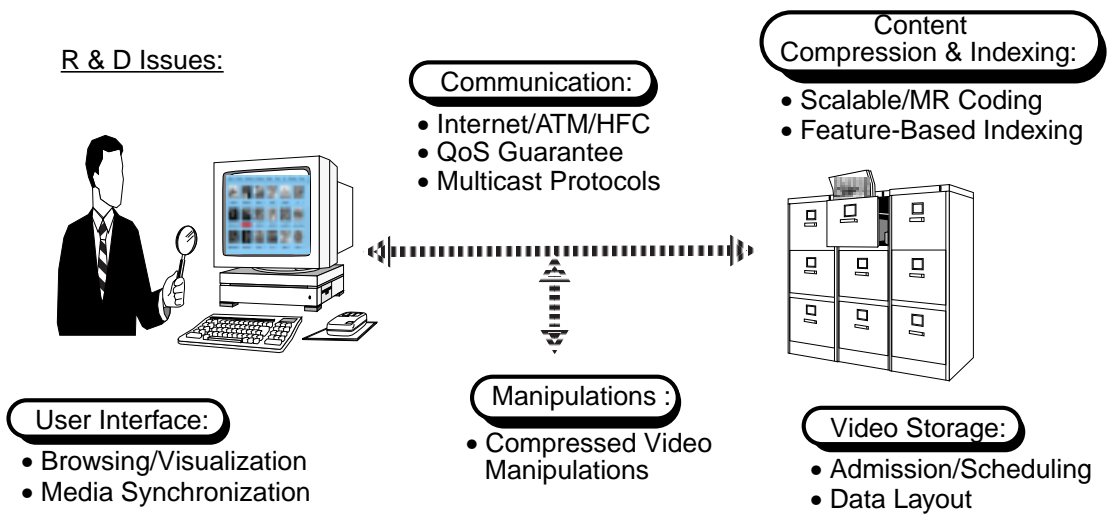 R & D Issues:
Communication:
• Internet/ATM/HFC
• QoS Guarantee
• Multicast Protocols
Content
Compression & Indexing:
• Scalable/MR Coding
• Feature-Based Indexing
User Interface:
• Browsing/Visualization
• Media Synchronization
Manipulations :
• Compressed Video
Manipulations
Video Storage:
• Admission/Scheduling
• Data Layout